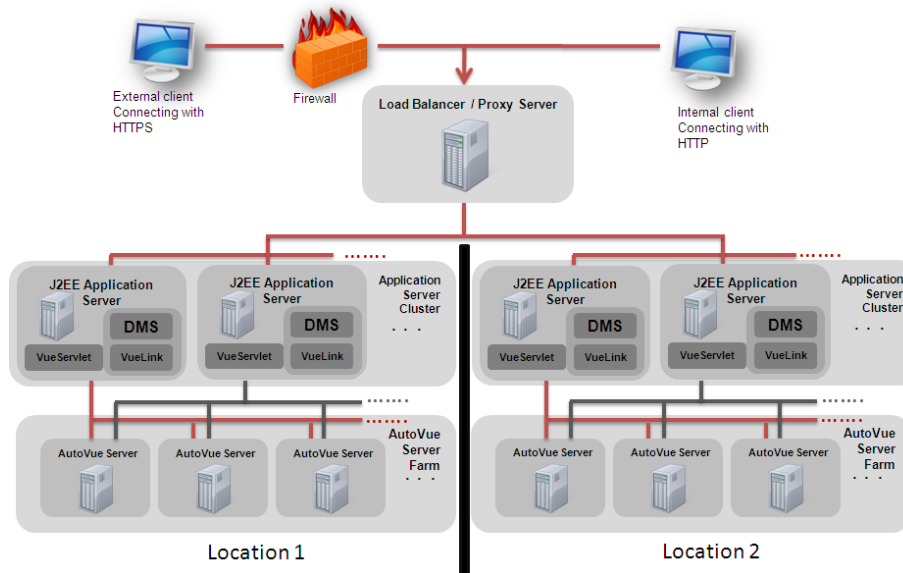 External client
Connecting with
HTTPS
Firewall
Load Balancer / Proxy Server
Internal client
Connecting with
HTTP
J2EE Application
Server
DMS
VueServlet
VueLink
J2EE Application
Server
DMS
VueServlet
VueLink
Application
Server
Cluster
. . .
AutoVue Server
AutoVue Server
AutoVue Server
AutoVue
Server
Farm
. . .
Location 1
J2EE Application
Server
DMS
VueServlet
VueLink
J2EE Application
Server
DMS
VueServlet
VueLink
Application
Server
Cluster
. . .
AutoVue Server
AutoVue Server
AutoVue Server
AutoVue
Server
Farm
. . .
Location 2